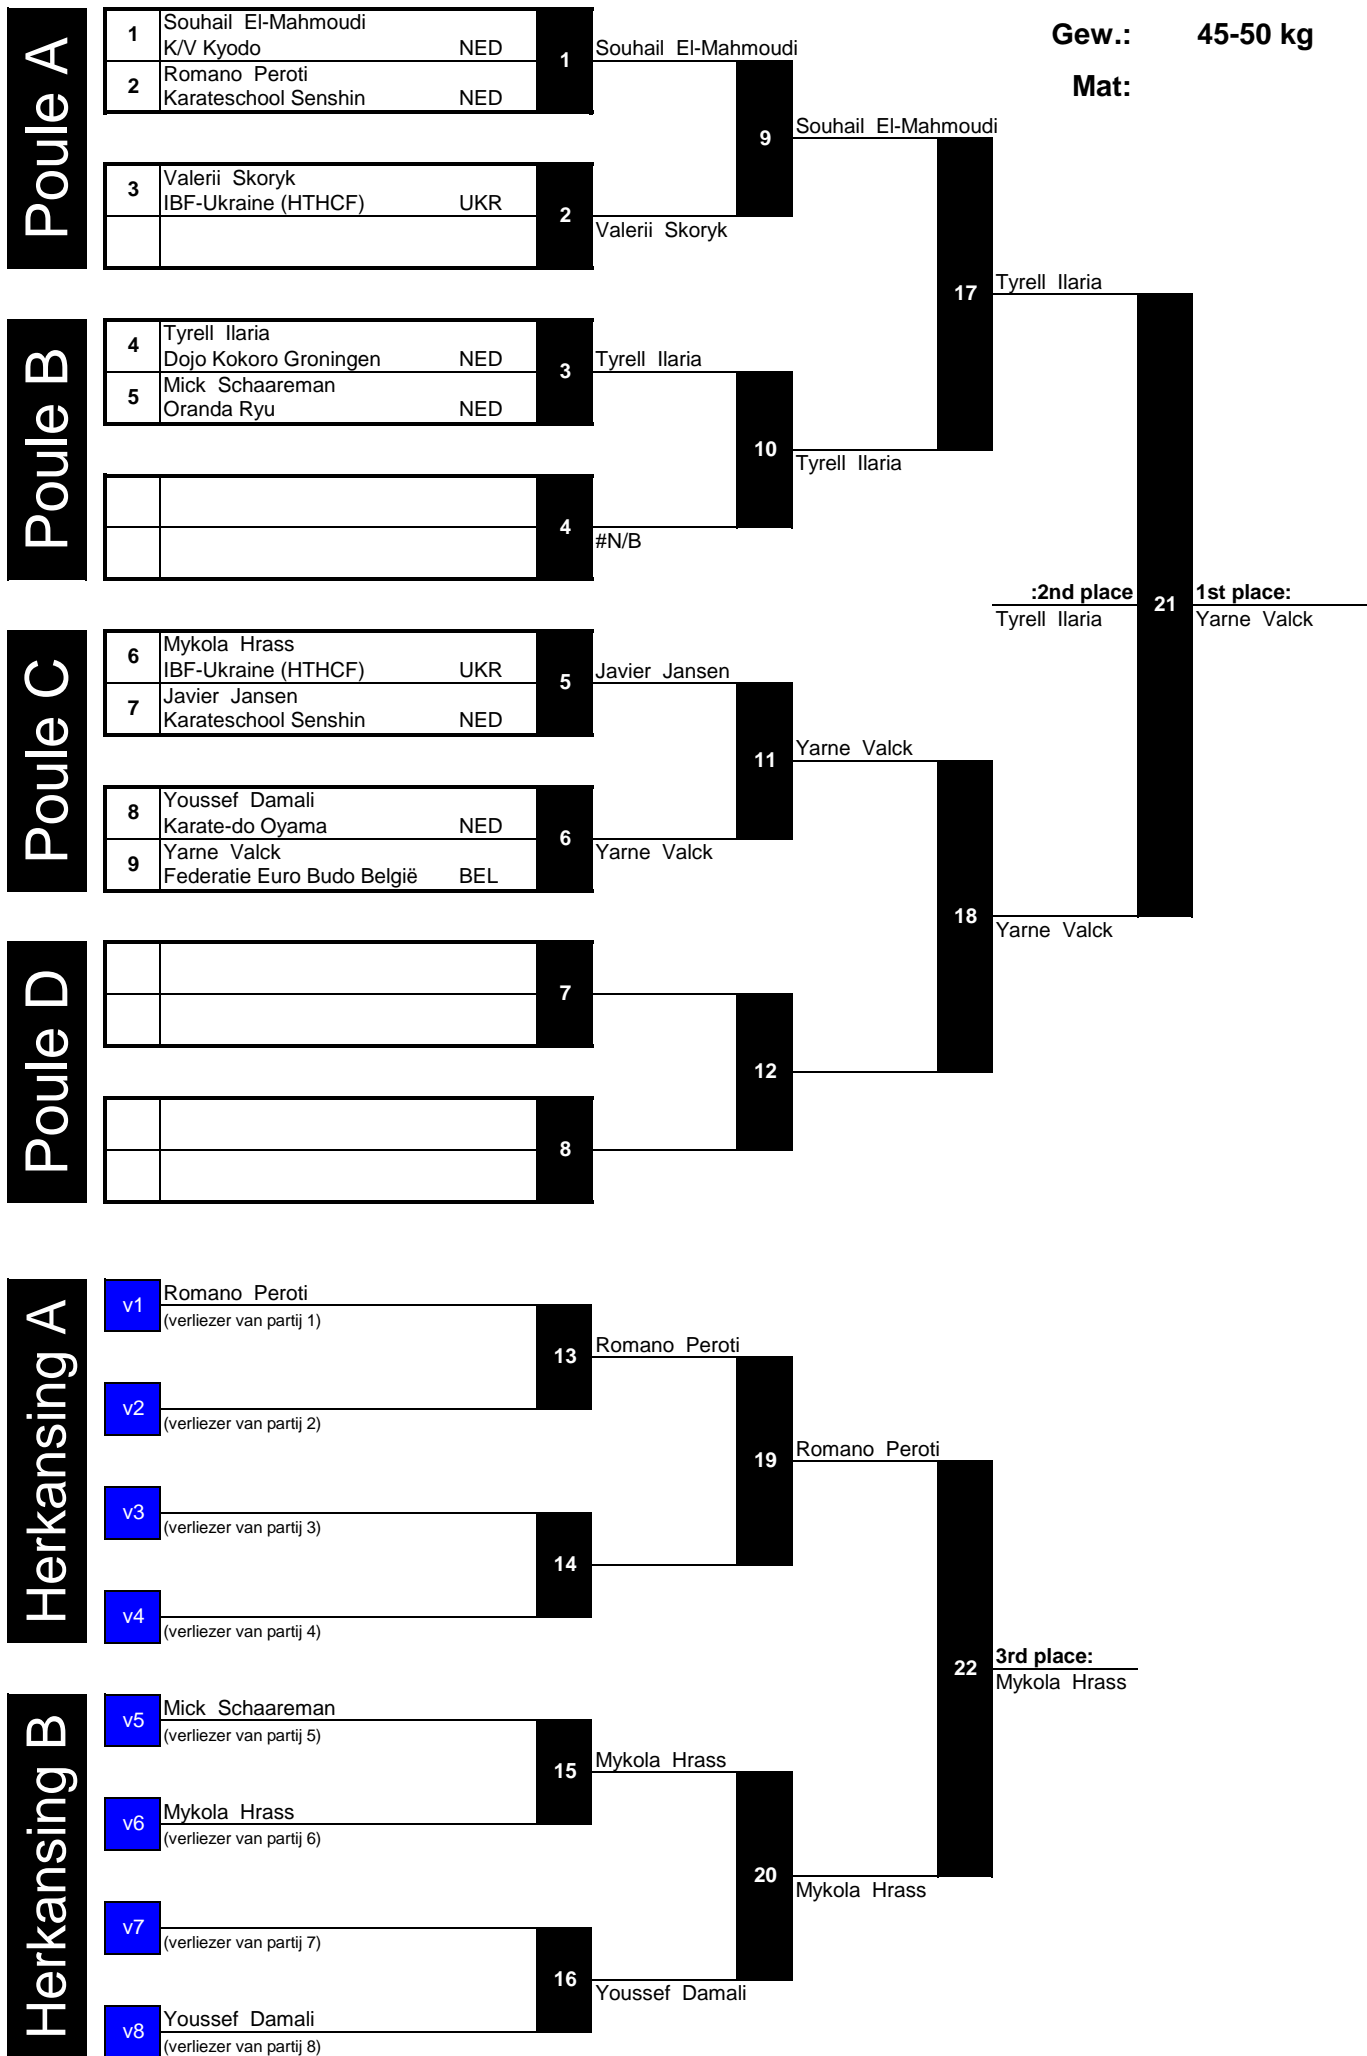 Gew.: 45-50 kg
Mat:
Poule A
1 Souhail El-Mahmoudi
K/V Kyodo NED
2 Romano Peroti
Karateschool Senshin NED
1
Souhail El-Mahmoudi
3 Valerii Skoryk
IBF-Ukraine (HTHCF) UKR
2
Valerii Skoryk
9
Souhail El-Mahmoudi
Poule B
4 Tyrell Ilaria
Dojo Kokoro Groningen NED
5 Mick Schaareman
Oranda Ryu NED
3
Tyrell Ilaria
4
#N/B
10
Tyrell Ilaria
17
Tyrell Ilaria
Poule C
6 Mykola Hrass
IBF-Ukraine (HTHCF) UKR
7 Javier Jansen
Karateschool Senshin NED
5
Javier Jansen
8 Youssef Damali
Karate-do Oyama NED
9 Yarne Valck
Federatie Euro Budo België BEL
6
Yarne Valck
11
Yarne Valck
Poule D
7
8
12
18
Yarne Valck
:2nd place
Tyrell Ilaria
21
1st place:
Yarne Valck
Herkansing A
v1 Romano Peroti
(verliezer van partij 1)
v2
(verliezer van partij 2)
13
Romano Peroti
v3
(verliezer van partij 3)
v4
(verliezer van partij 4)
14
19
Romano Peroti
Herkansing B
v5 Mick Schaareman
(verliezer van partij 5)
v6 Mykola Hrass
(verliezer van partij 6)
15
Mykola Hrass
v7
(verliezer van partij 7)
v8 Youssef Damali
(verliezer van partij 8)
16
Youssef Damali
20
Mykola Hrass
22
3rd place:
Mykola Hrass